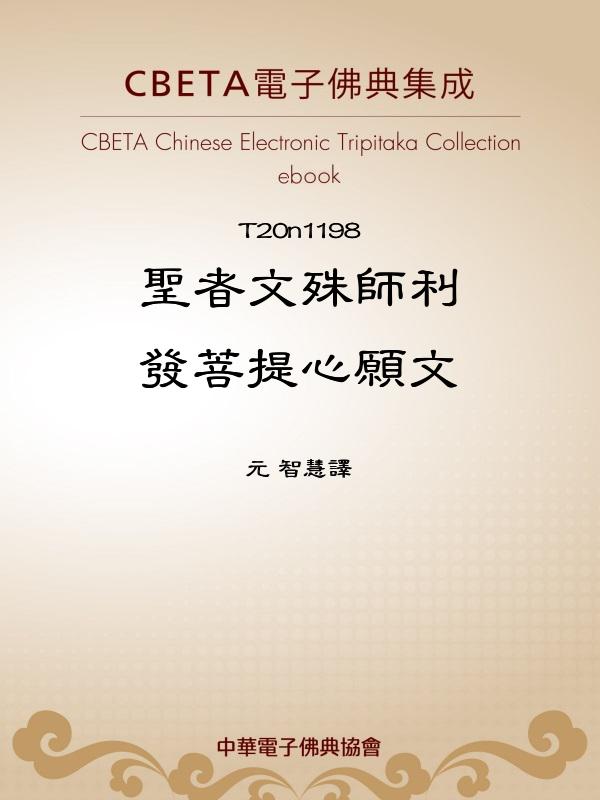 CBETA電子佛典集成
CBETA Chinese Electronic Tripitaka Collection
ebook
T20n1198
聖者文殊師利
發菩提心願文
元 智慧譯
中華電子佛典協會